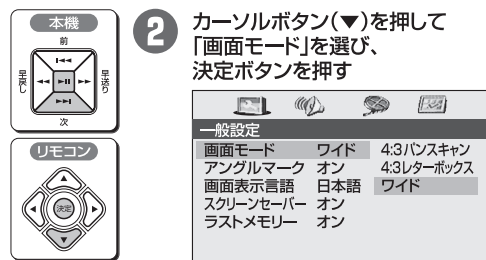 本機
前
早戻し
早送り
次
リモコン
決定
2 カーソルボタン(▼)を押して
「画面モード」を選び、
決定ボタンを押す
一般設定
画面モード ワイド 4:3パンスキャン
アングルマーク オン 4:3レターボックス
画面表示言語 日本語 ワイド
スクリーンセーバー オン
ラストメモリー オン